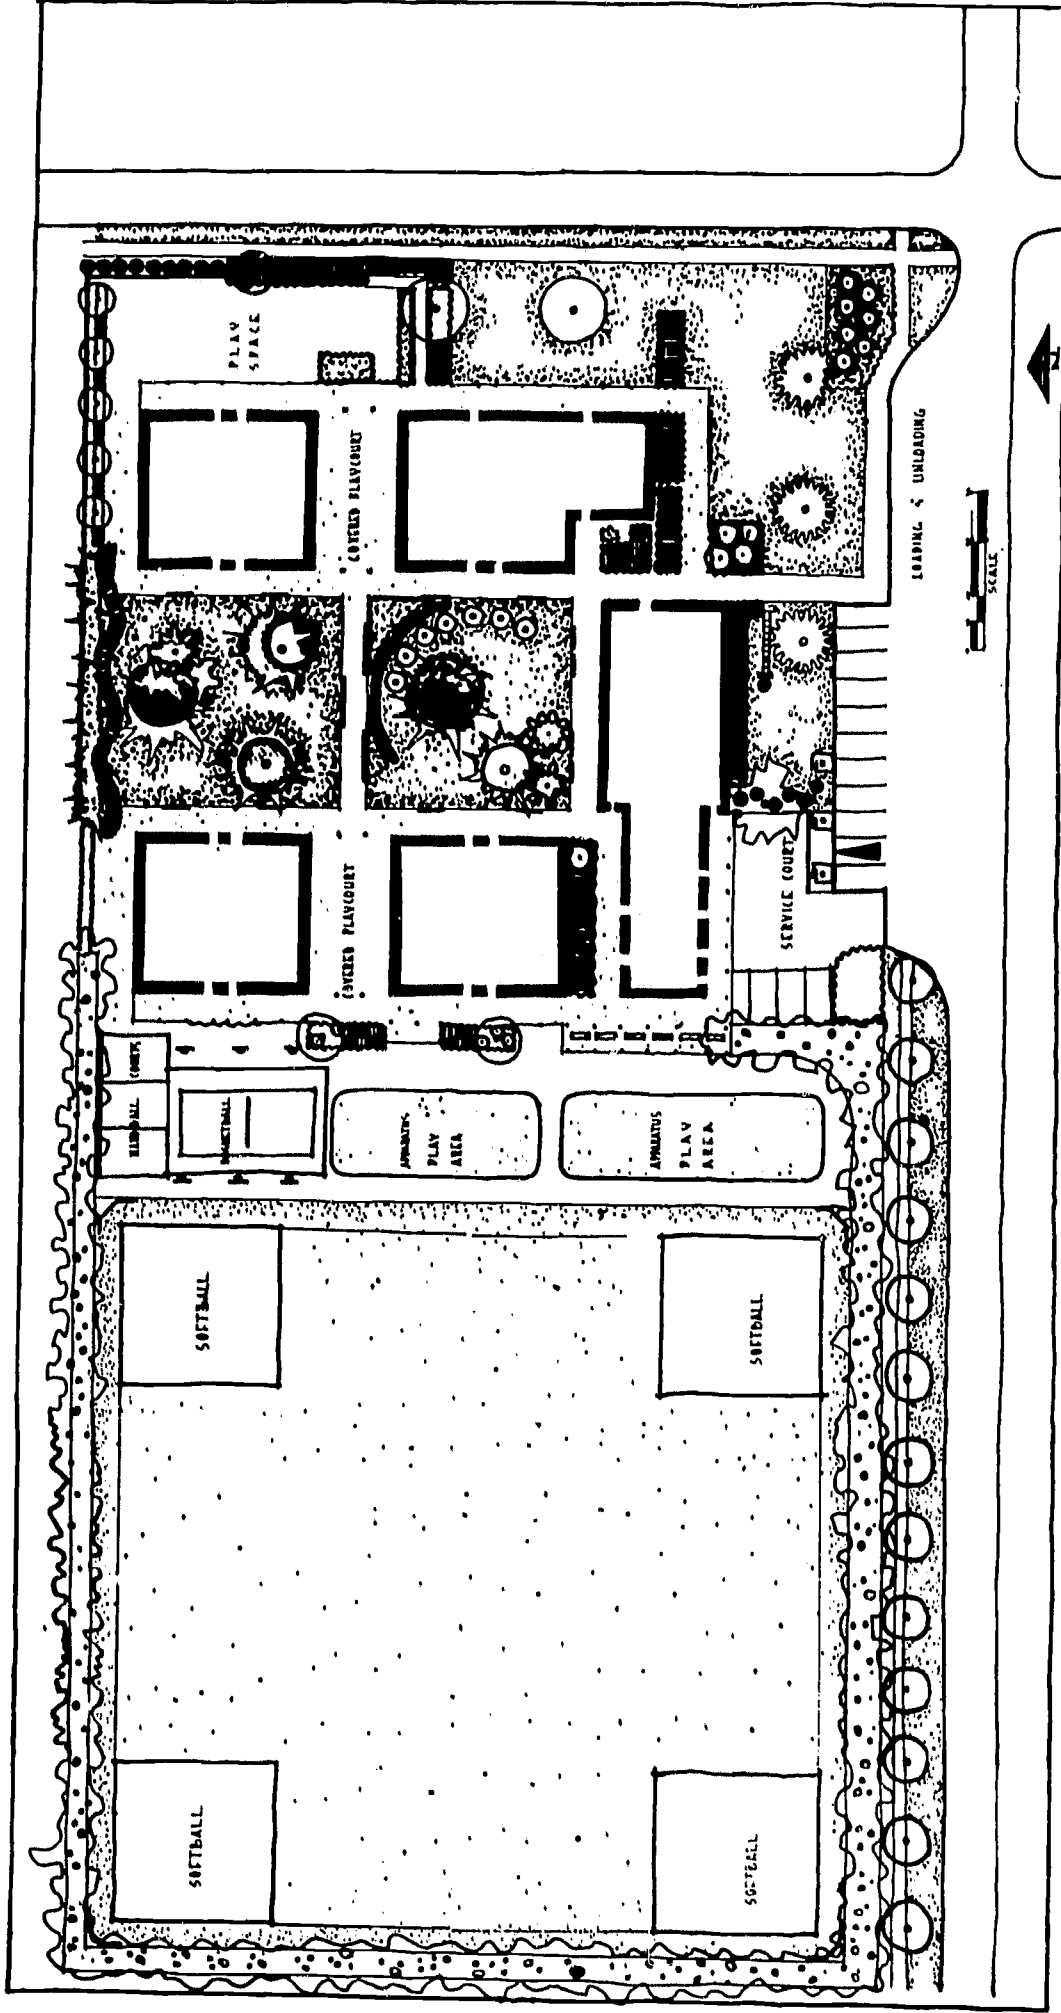 PLAY
SPACE
COVERED PLAYCOURT
LOADING & UNLOADING
N
SCALE
COVERED PLAYCOURT
SERVICE COURT
HANDBALL COURTS
BASKETBALL
APPARATUS
PLAY
AREA
APPARATUS
PLAY
AREA
SOFTBALL
SOFTBALL
SOFTBALL
SOFTBALL